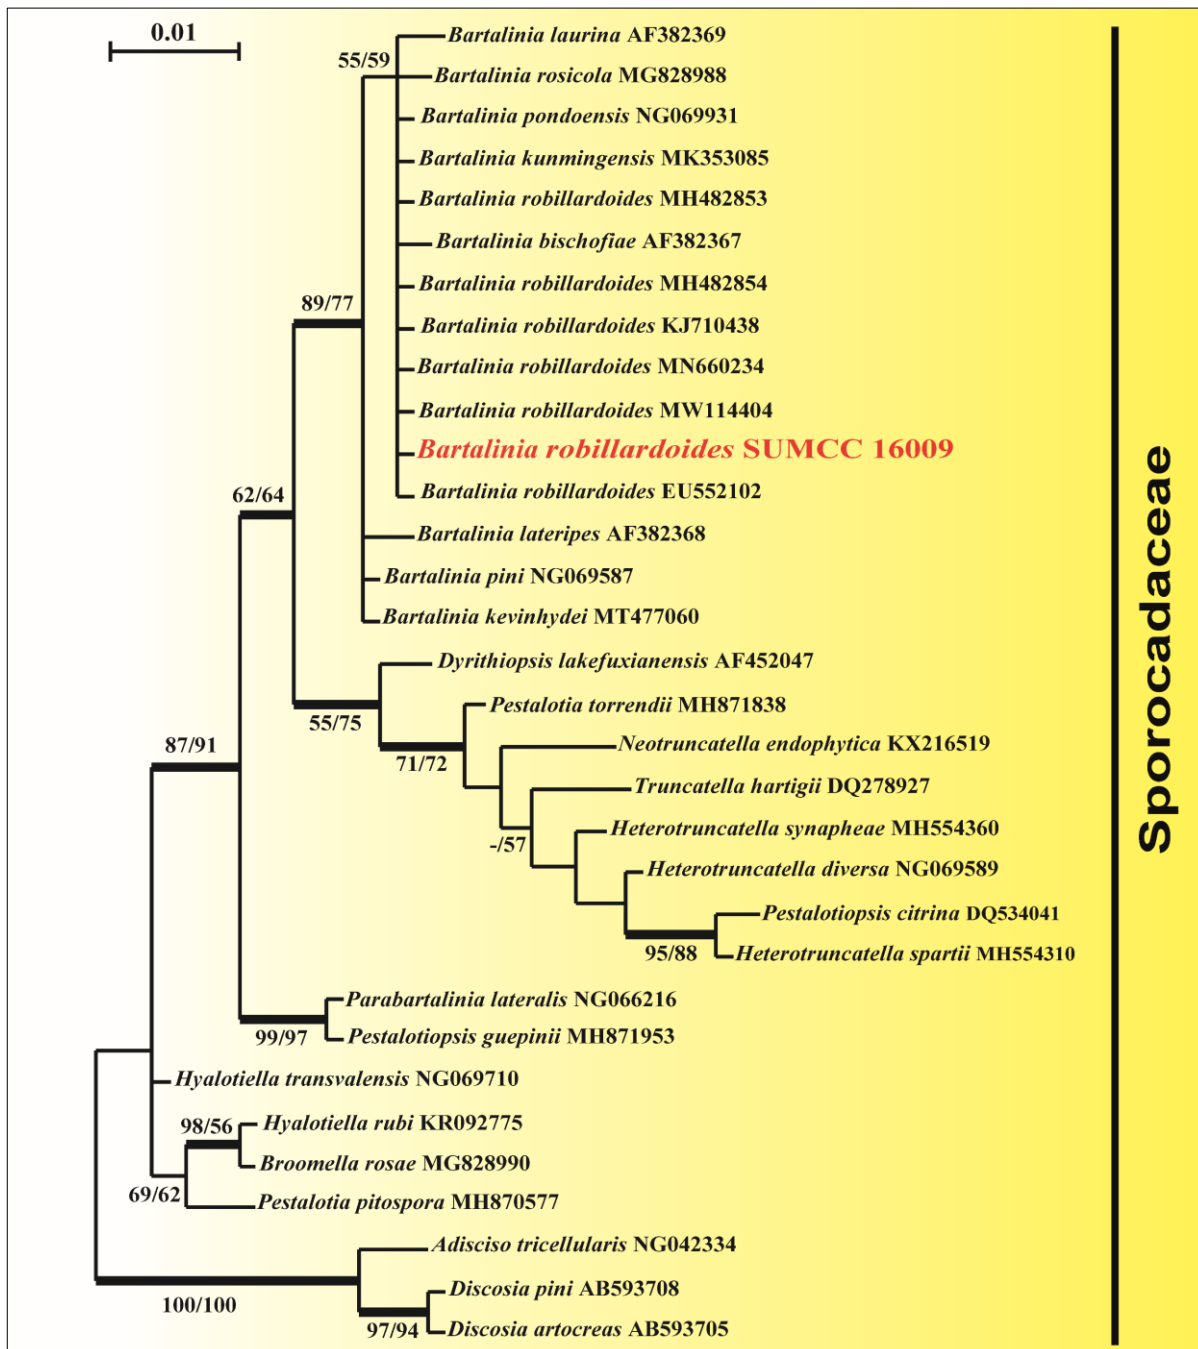 0.01
Bartalinia laurina AF382369
55/59
Bartalinia rosicola MG828988
Bartalinia pondoensis NG069931
Bartalinia kunmingensis MK353085
Bartalinia robillardoides MH482853
Bartalinia bischofiae AF382367
Bartalinia robillardoides MH482854
89/77
Bartalinia robillardoides KJ710438
Bartalinia robillardoides MN660234
Bartalinia robillardoides MW114404
Bartalinia robillardoides SUMCC 16009
Bartalinia robillardoides EU552102
62/64
Bartalinia lateripes AF382368
Bartalinia pini NG069587
Bartalinia kevinhydei MT477060
Dyrithiopsis lakefuxianensis AF452047
Pestalotia torrendii MH871838
55/75
Neotruncatella endophytica KX216519
87/91
71/72
Truncatella hartigii DQ278927
Heterotruncatella synapheae MH554360
-/57
Heterotruncatella diversa NG069589
Pestalotiopsis citrina DQ534041
95/88
Heterotruncatella spartii MH554310
Parabartalinia lateralis NG066216
99/97
Pestalotiopsis guepinii MH871953
Hyalotiella transvalensis NG069710
98/56
Hyalotiella rubi KR092775
Broomella rosae MG828990
69/62
Pestalotia pitospora MH870577
Adisciso tricellularis NG042334
Discosia pini AB593708
100/100
97/94
Discosia artocreas AB593705
Sporocadaceae